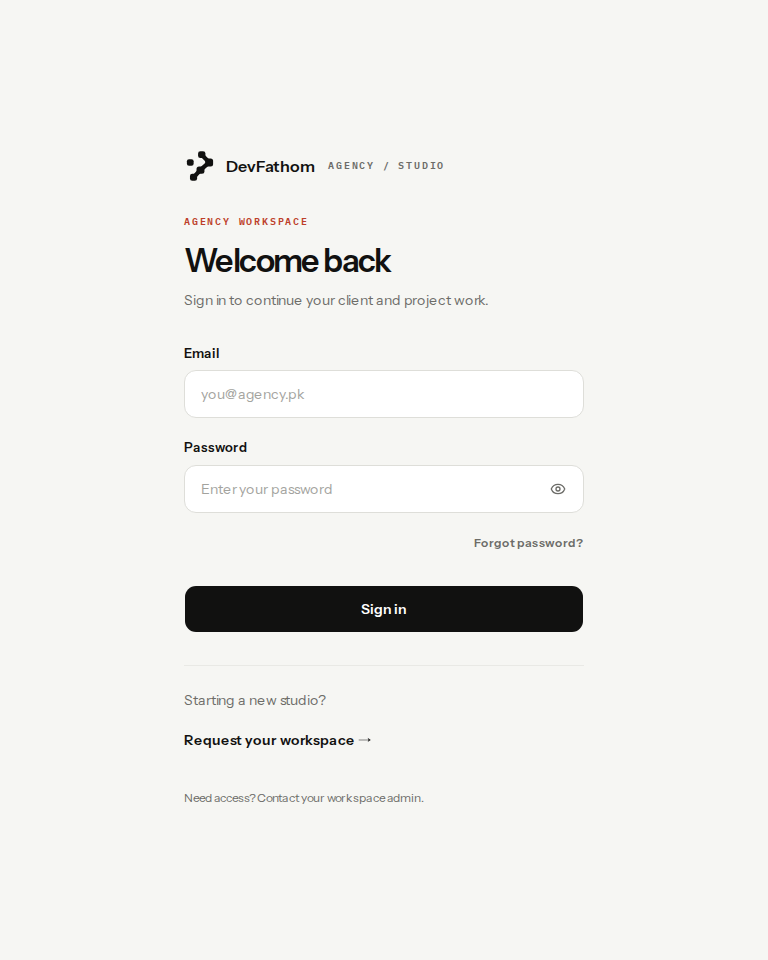 DevFathom AGENCY / STUDIO
AGENCY WORKSPACE
Welcome back
Sign in to continue your client and project work.
Email
you@agency.pk
Password
Enter your password
Forgot password?
Sign in
Starting a new studio?
Request your workspace →
Need access? Contact your workspace admin.